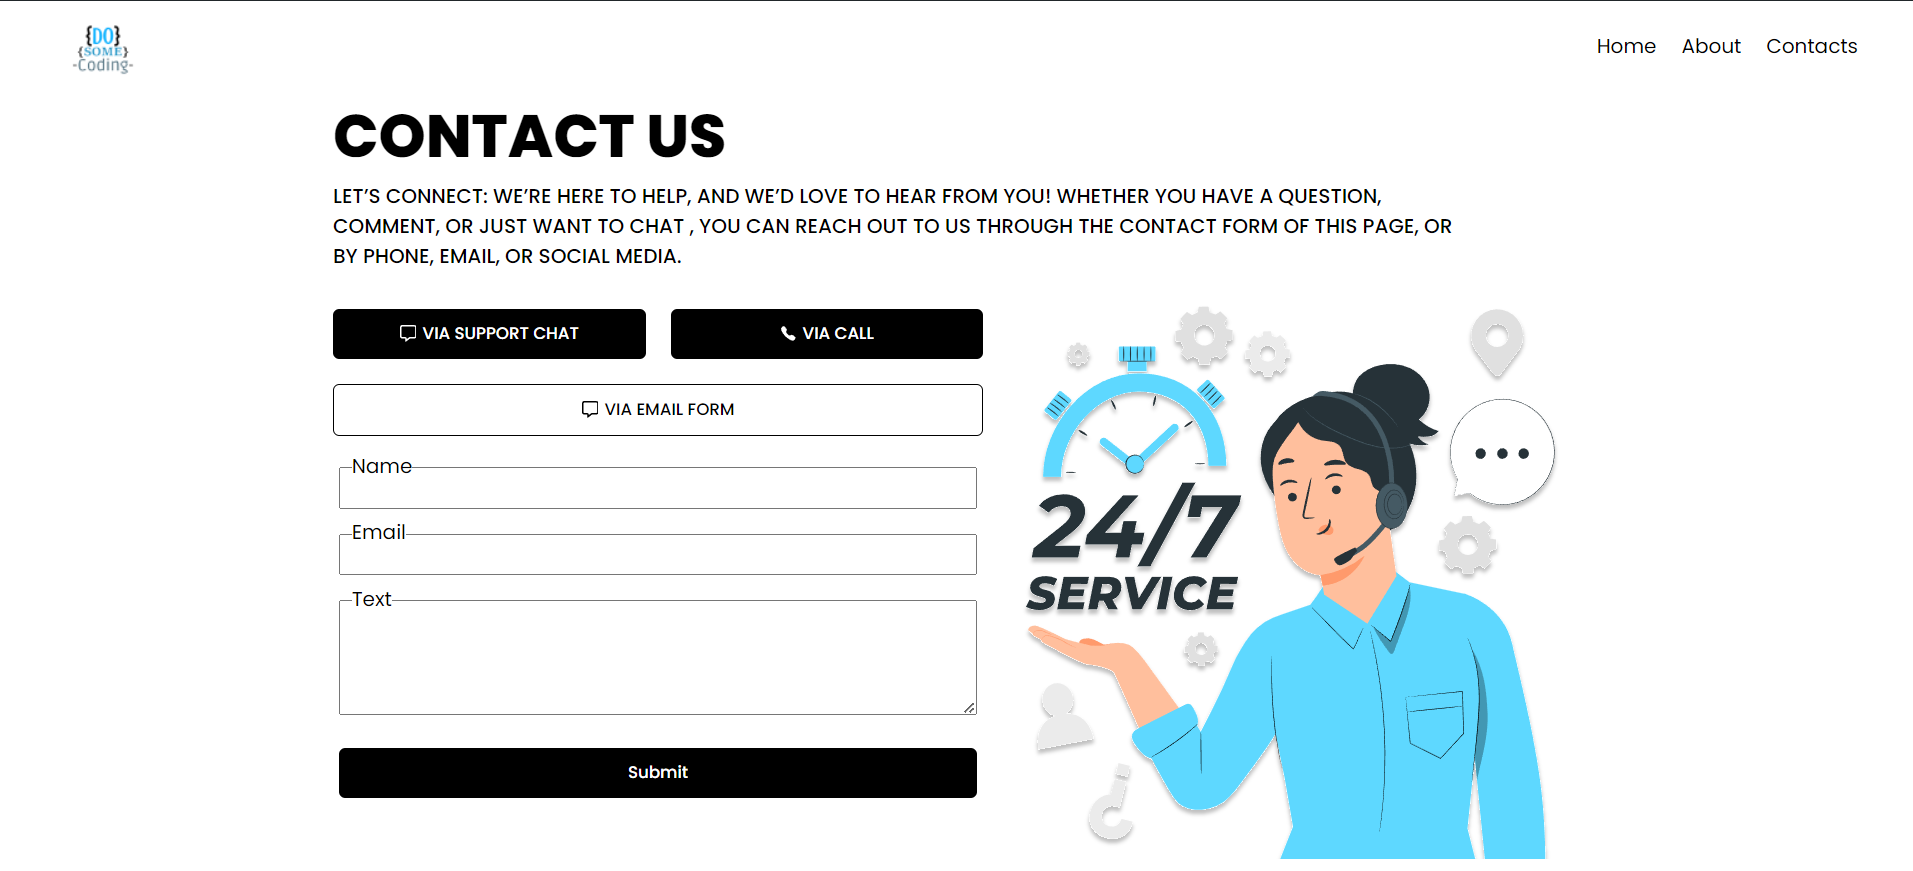 {DO}
{SOME}
-Coding-
Home About Contacts
CONTACT US
LET’S CONNECT: WE’RE HERE TO HELP, AND WE’D LOVE TO HEAR FROM YOU! WHETHER YOU HAVE A QUESTION,
COMMENT, OR JUST WANT TO CHAT , YOU CAN REACH OUT TO US THROUGH THE CONTACT FORM OF THIS PAGE, OR
BY PHONE, EMAIL, OR SOCIAL MEDIA.
VIA SUPPORT CHAT
VIA CALL
VIA EMAIL FORM
Name
Email
Text
Submit
24/7
SERVICE